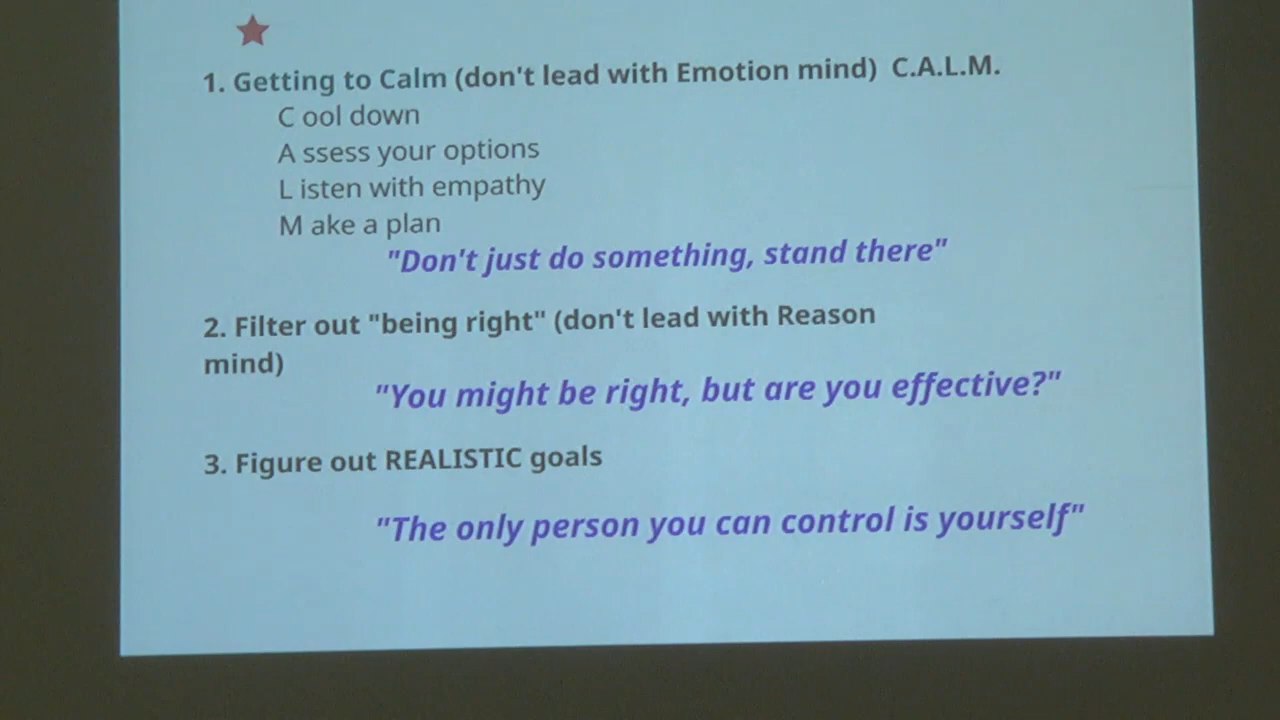 1. Getting to Calm (don't lead with Emotion mind)  C.A.L.M.
C ool down
A ssess your options
L isten with empathy
M ake a plan
"Don't just do something, stand there"
2. Filter out "being right" (don't lead with Reason
mind)
"You might be right, but are you effective?"
3. Figure out REALISTIC goals
"The only person you can control is yourself"